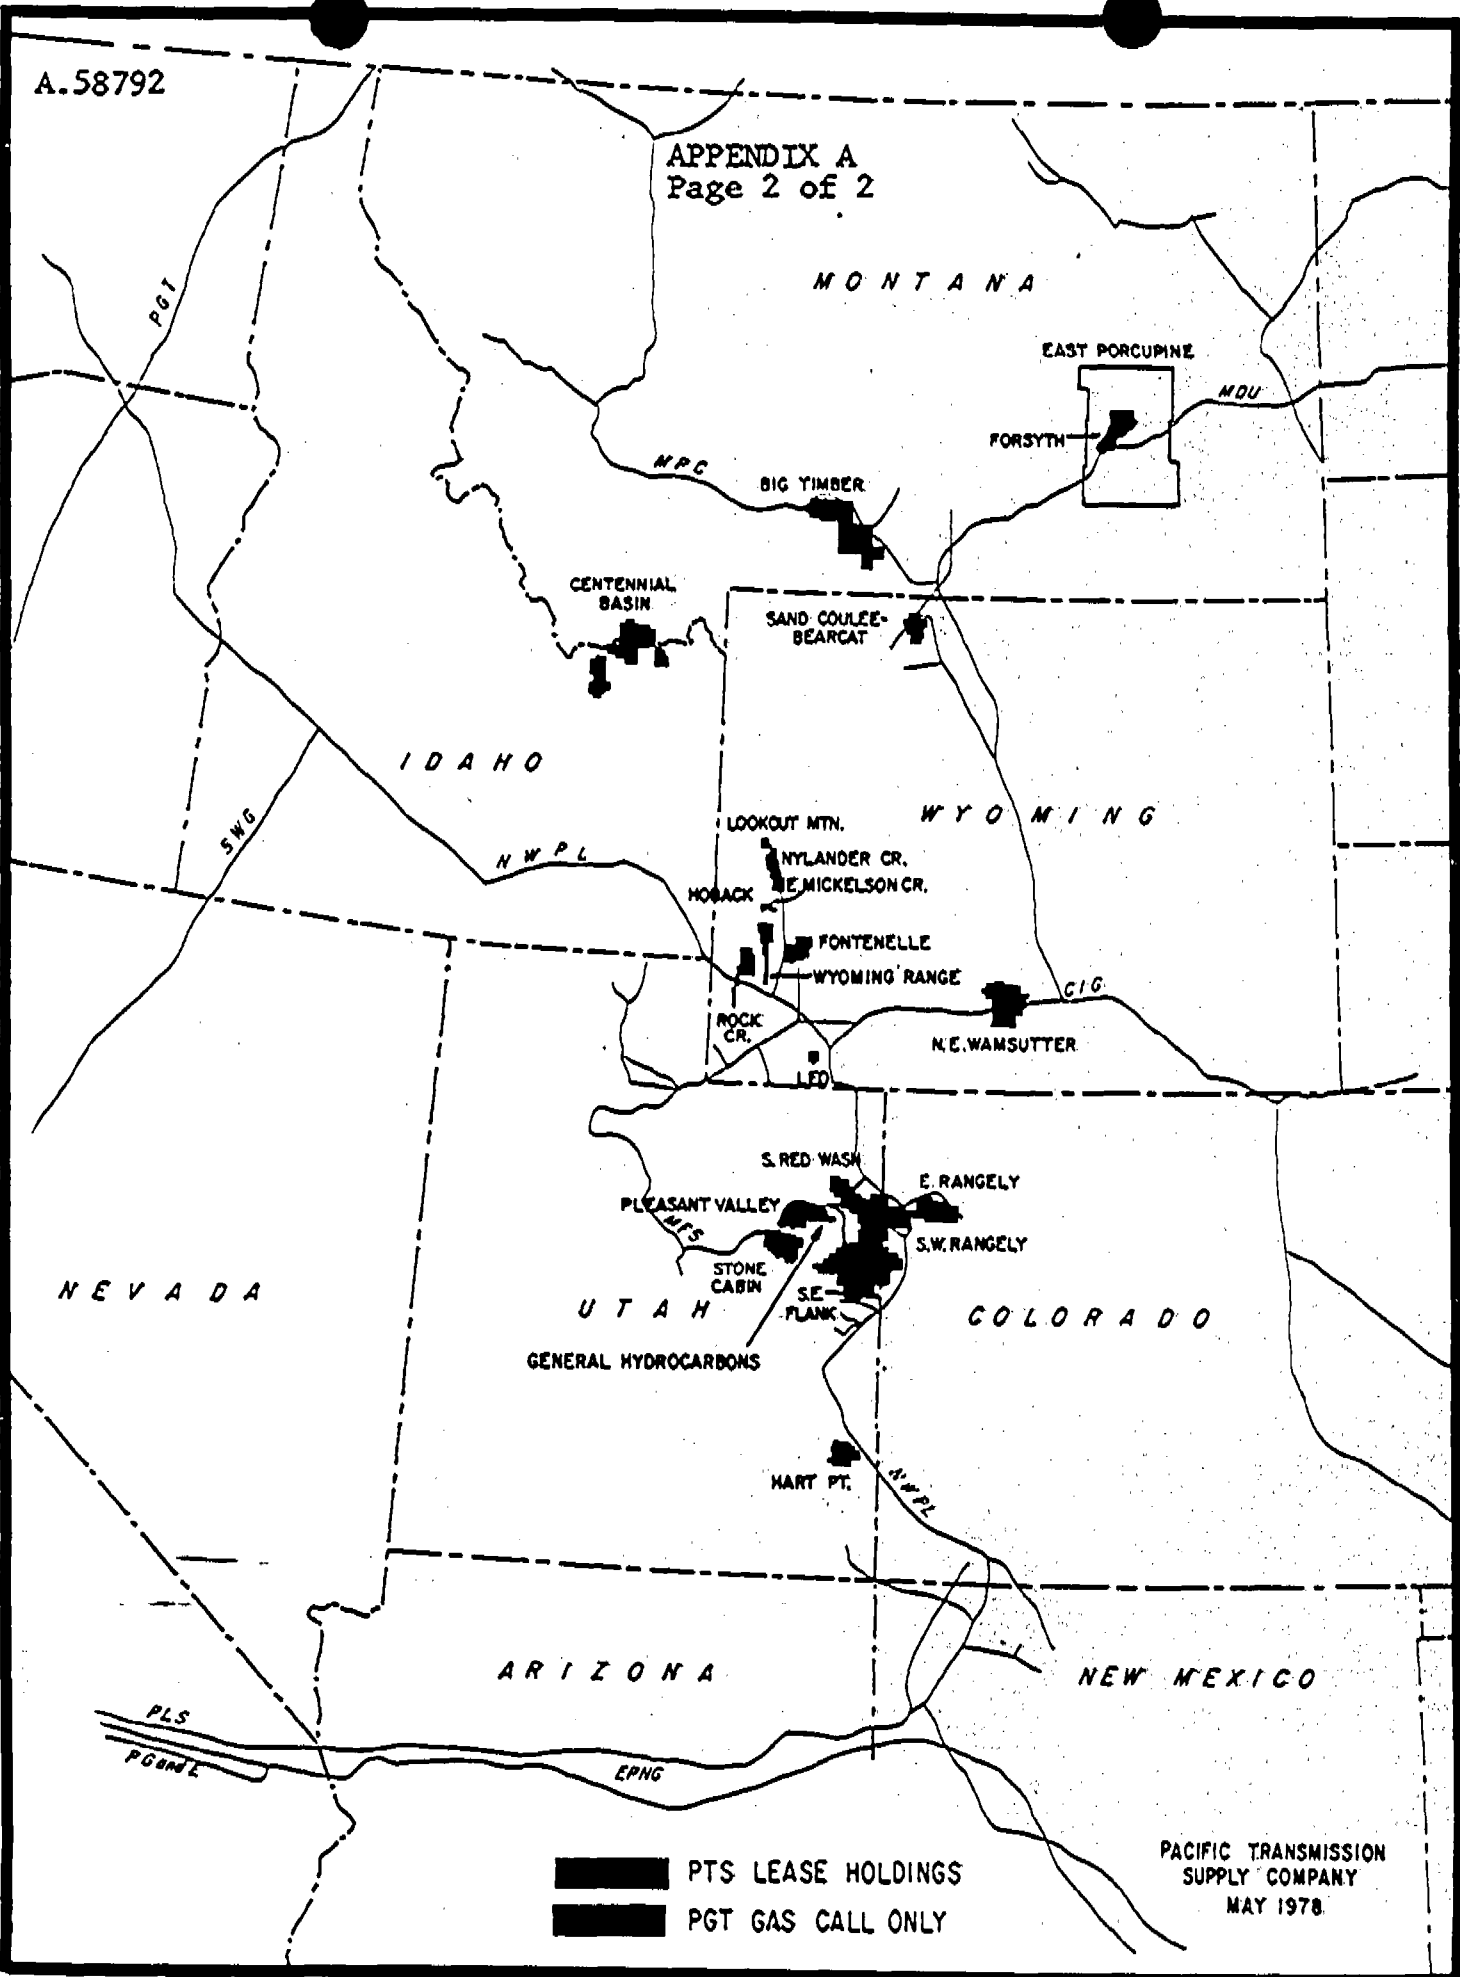 A.58792
APPENDIX A
Page 2 of 2
MONTANA
PGT
EAST PORCUPINE
MDU
FORSYTH
MPC
BIG TIMBER
CENTENNIAL
BASIN
SAND COULEE-
BEARCAT
IDAHO
WYOMING
SWG
LOOKOUT MTN.
NWPL
NYLANDER CR.
HOBACK
E. MICKELSON CR.
FONTENELLE
WYOMING RANGE
CIG
ROCK
CR.
N.E. WAMSUTTER
LEO
S. RED WASH
E. RANGELY
PLEASANT VALLEY
MFS
S.W. RANGELY
STONE
CABIN
NEVADA
UTAH
S.E.
FLANK
COLORADO
GENERAL HYDROCARBONS
HART PT.
NWPL
ARIZONA
NEW MEXICO
PLS
PG and E
EPNG
PTS LEASE HOLDINGS
PGT GAS CALL ONLY
PACIFIC TRANSMISSION
SUPPLY COMPANY
MAY 1978